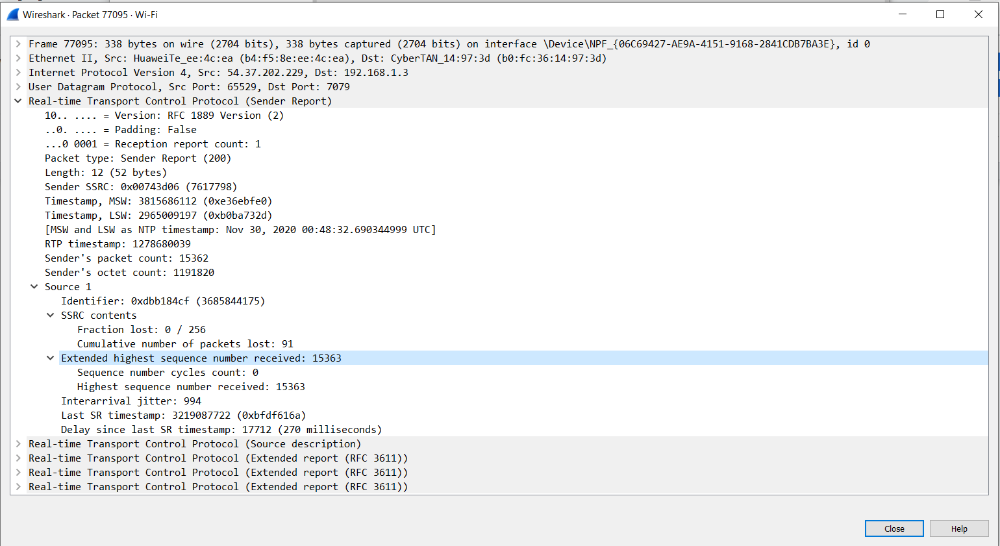 Wireshark · Packet 77095 · Wi-Fi
Frame 77095: 338 bytes on wire (2704 bits), 338 bytes captured (2704 bits) on interface \Device\NPF_{06C69427-AE9A-4151-9168-2841CDB7BA3E}, id 0
Ethernet II, Src: HuaweiTe_ee:4c:ea (b4:f5:8e:ee:4c:ea), Dst: CyberTAN_14:97:3d (b0:fc:36:14:97:3d)
Internet Protocol Version 4, Src: 54.37.202.229, Dst: 192.168.1.3
User Datagram Protocol, Src Port: 65529, Dst Port: 7079
Real-time Transport Control Protocol (Sender Report)
10.. .... = Version: RFC 1889 Version (2)
..0. .... = Padding: False
...0 0001 = Reception report count: 1
Packet type: Sender Report (200)
Length: 12 (52 bytes)
Sender SSRC: 0x00743d06 (7617798)
Timestamp, MSW: 3815686112 (0xe36ebfe0)
Timestamp, LSW: 2965009197 (0xb0ba732d)
[MSW and LSW as NTP timestamp: Nov 30, 2020 00:48:32.690344999 UTC]
RTP timestamp: 1278680039
Sender's packet count: 15362
Sender's octet count: 1191820
Source 1
Identifier: 0xdbb184cf (3685844175)
SSRC contents
Fraction lost: 0 / 256
Cumulative number of packets lost: 91
Extended highest sequence number received: 15363
Sequence number cycles count: 0
Highest sequence number received: 15363
Interarrival jitter: 994
Last SR timestamp: 3219087722 (0xbfdf616a)
Delay since last SR timestamp: 17712 (270 milliseconds)
Real-time Transport Control Protocol (Source description)
Real-time Transport Control Protocol (Extended report (RFC 3611))
Real-time Transport Control Protocol (Extended report (RFC 3611))
Real-time Transport Control Protocol (Extended report (RFC 3611))
Close Help